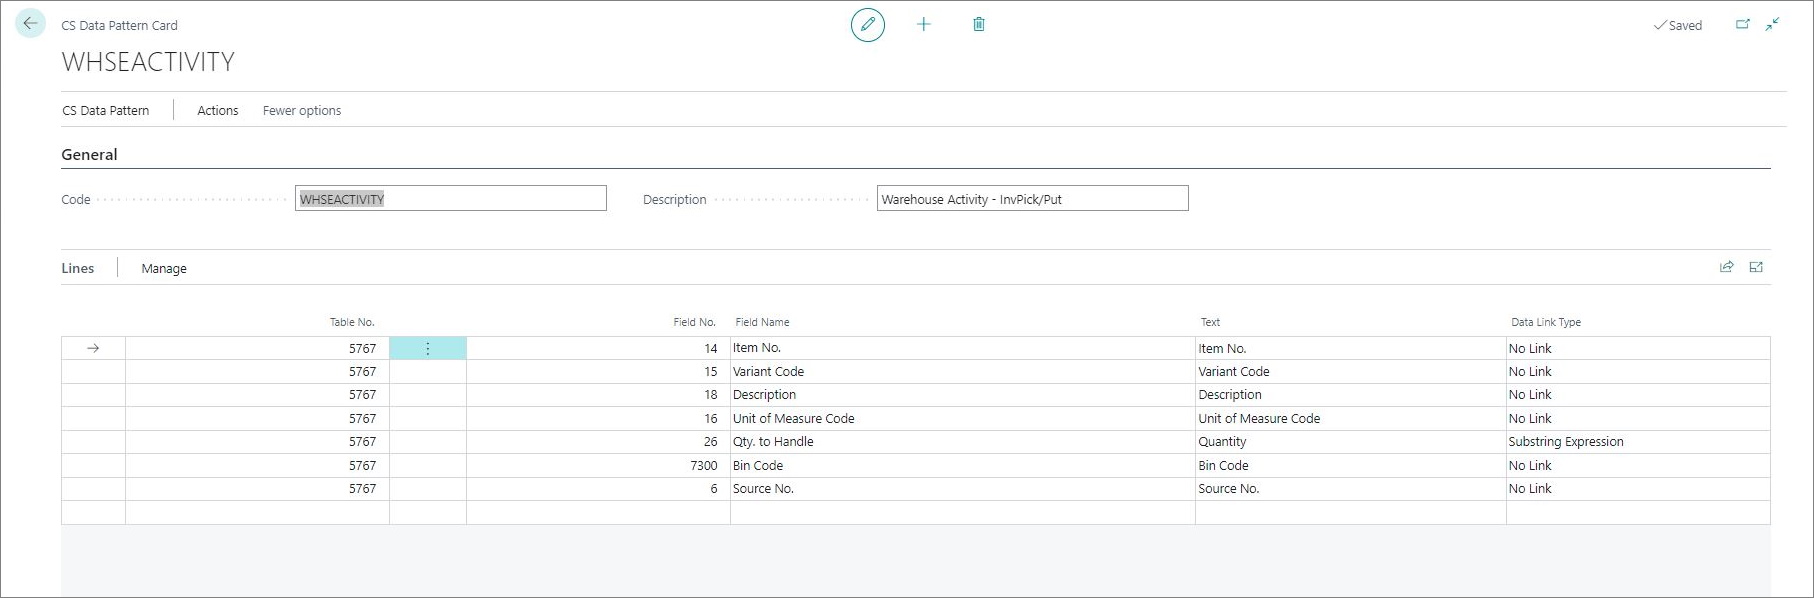 CS Data Pattern Card
Saved
WHSEACTIVITY
CS Data Pattern Actions Fewer options
General
Code WHSEACTIVITY Description Warehouse Activity - InvPick/Put
Lines Manage
Table No. Field No. Field Name Text Data Link Type
5767 14 Item No. Item No. No Link
5767 15 Variant Code Variant Code No Link
5767 18 Description Description No Link
5767 16 Unit of Measure Code Unit of Measure Code No Link
5767 26 Qty. to Handle Quantity Substring Expression
5767 7300 Bin Code Bin Code No Link
5767 6 Source No. Source No. No Link